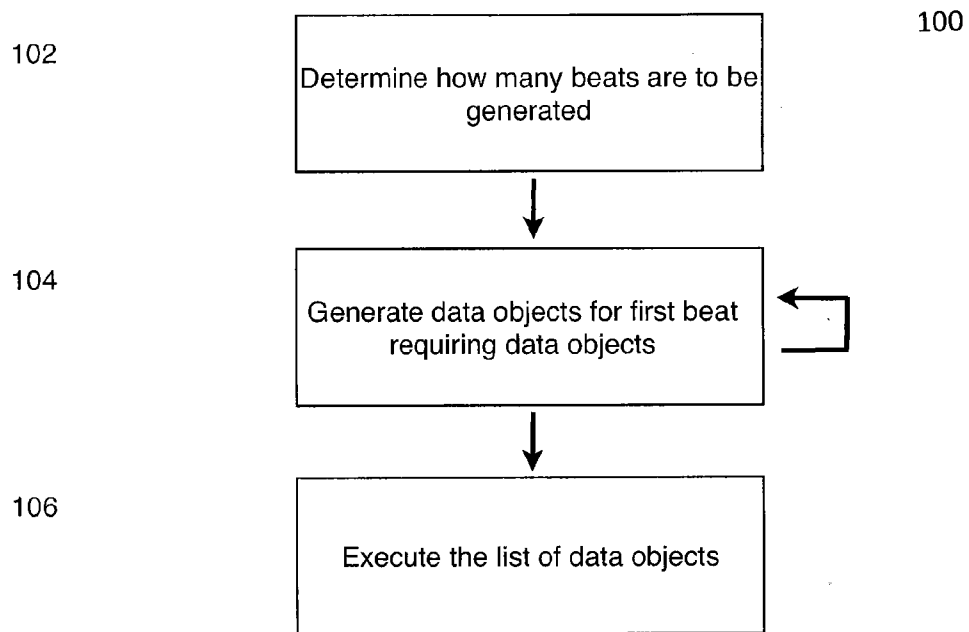 100
102
Determine how many beats are to be
generated
104
Generate data objects for first beat
requiring data objects
106
Execute the list of data objects